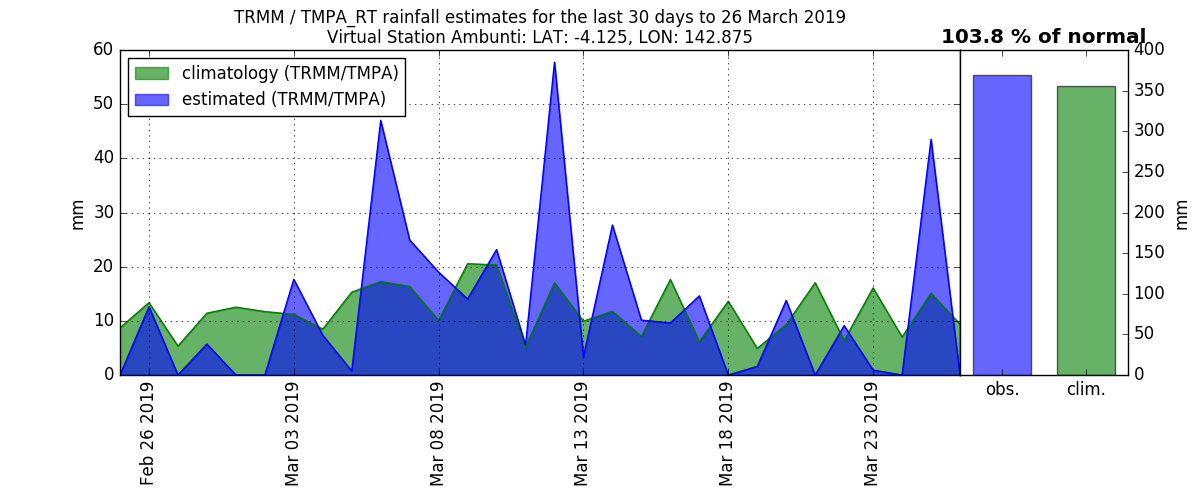 TRMM / TMPA_RT rainfall estimates for the last 30 days to 26 March 2019
Virtual Station Ambunti: LAT: -4.125, LON: 142.875
103.8 % of normal
climatology (TRMM/TMPA)
estimated (TRMM/TMPA)
60
50
40
30
20
10
0
mm
400
350
300
250
200
150
100
50
0
mm
obs.
clim.
Feb 26 2019
Mar 03 2019
Mar 08 2019
Mar 13 2019
Mar 18 2019
Mar 23 2019